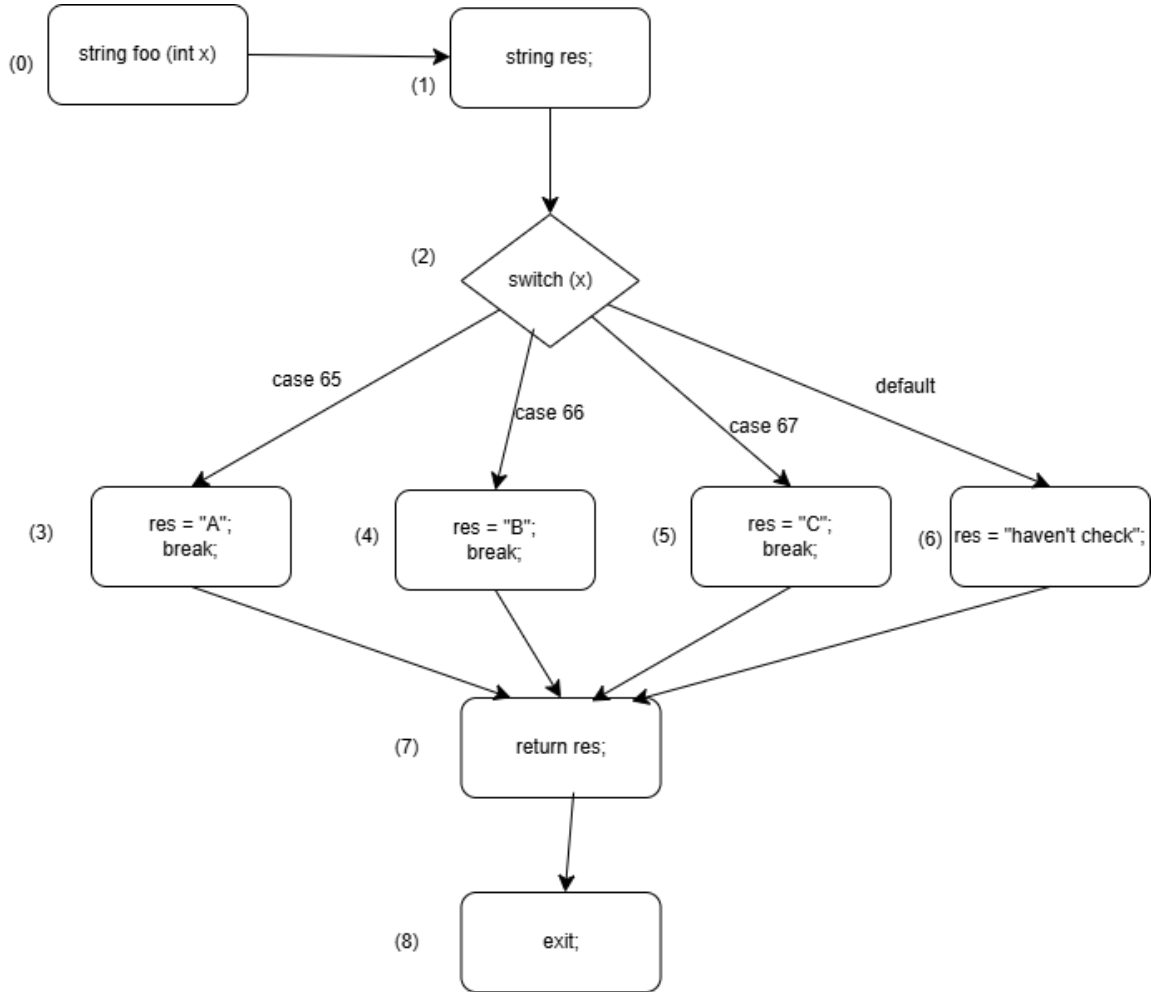 (0)
string foo (int x)
string res;
(1)
(2)
switch (x)
case 65
case 66
case 67
default
(3)
res = "A";
break;
(4)
res = "B";
break;
(5)
res = "C";
break;
(6)
res = "haven't check";
(7)
return res;
(8)
exit;